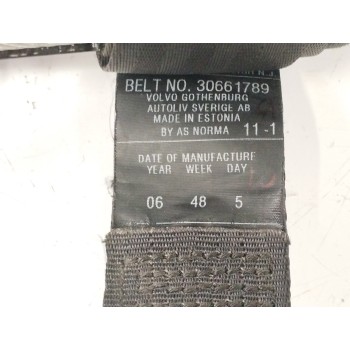 BELT NO. 30661789
VOLVO GOTHENBURG
AUTOLIV SVERIGE AB
MADE IN ESTONIA
BY AS NORMA 11-1
DATE OF MANUFACTURE
YEAR WEEK DAY
06 48 5